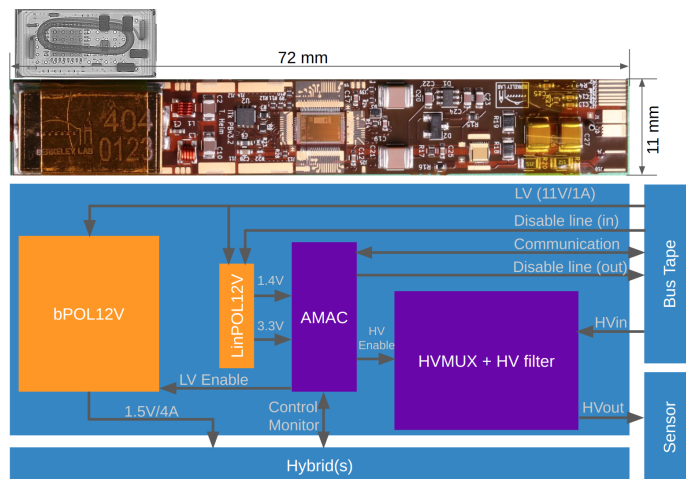 72 mm
11 mm
404
0123
BERKELEY LAB
LV (11V/1A)
Disable line (in)
Communication
Disable line (out)
Bus Tape
bPOL12V
LinPOL12V
1.4V
3.3V
AMAC
HV
Enable
HVMUX + HV filter
HVin
HVout
LV Enable
1.5V/4A
Control
Monitor
Sensor
Hybrid(s)